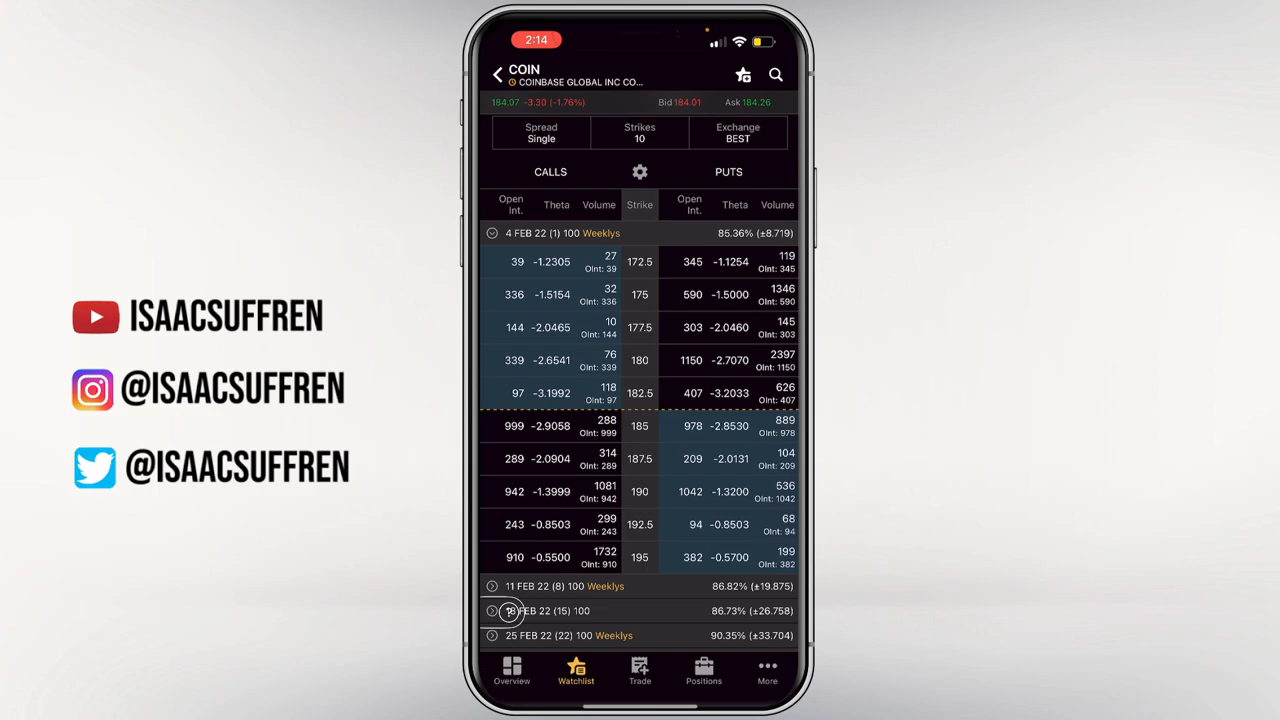 2:14
COIN
COINBASE GLOBAL INC CO...
184.07 -3.30 (-1.76%) Bid 184.01 Ask 184.26
Spread Strikes Exchange
Single 10 BEST
CALLS PUTS
Open Int. Theta Volume Strike Open Int. Theta Volume
4 FEB 22 (1) 100 Weeklys 85.36% (±8.719)
39 -1.2305 27 OInt: 39 172.5 345 -1.1254 119 OInt: 345
336 -1.5154 32 OInt: 336 175 590 -1.5000 1346 OInt: 590
144 -2.0465 10 OInt: 144 177.5 303 -2.0460 145 OInt: 303
339 -2.6541 76 OInt: 339 180 1150 -2.7070 2397 OInt: 1150
97 -3.1992 118 OInt: 97 182.5 407 -3.2033 626 OInt: 407
999 -2.9058 288 OInt: 999 185 978 -2.8530 889 OInt: 978
289 -2.0904 314 OInt: 289 187.5 209 -2.0131 104 OInt: 209
942 -1.3999 1081 OInt: 942 190 1042 -1.3200 536 OInt: 1042
243 -0.8503 299 OInt: 243 192.5 94 -0.8503 68 OInt: 94
910 -0.5500 1732 OInt: 910 195 382 -0.5700 199 OInt: 382
11 FEB 22 (8) 100 Weeklys 86.82% (±19.875)
FEB 22 (15) 100 86.73% (±26.758)
25 FEB 22 (22) 100 Weeklys 90.35% (±33.704)
Overview Watchlist Trade Positions More
ISAACSUFFREN
@ISAACSUFFREN
@ISAACSUFFREN